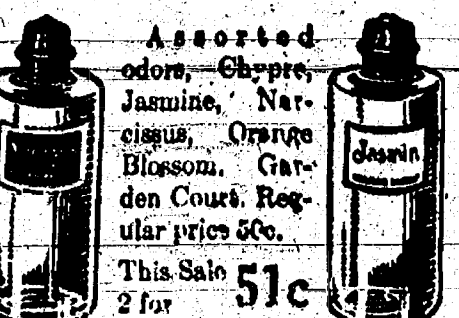 Assorted
odors, Chypre,
Jasmine, Nar-
cissus, Orange
Blossom, Gar-
den Court. Reg-
ular price 50c.
This Sale
2 for 51c
Jasmin